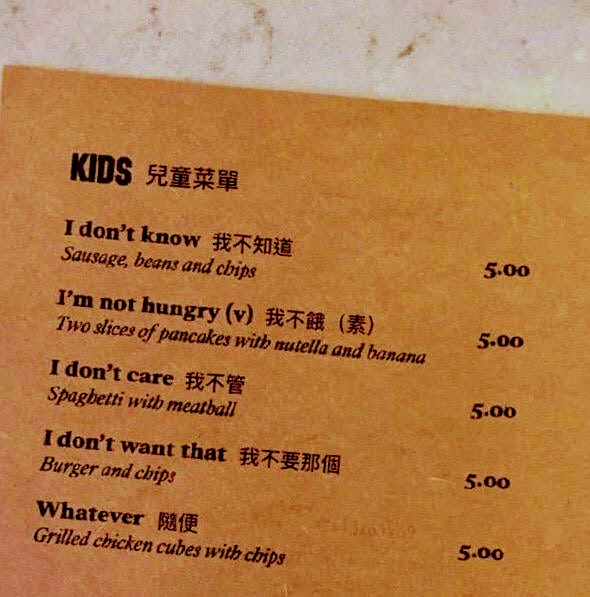 KIDS 兒童菜單
I don't know 我不知道
Sausage, beans and chips 5.00
I'm not hungry (v) 我不餓（素）
Two slices of pancakes with nutella and banana 5.00
I don't care 我不管
Spaghetti with meatball 5.00
I don't want that 我不要那個
Burger and chips 5.00
Whatever 隨便
Grilled chicken cubes with chips 5.00